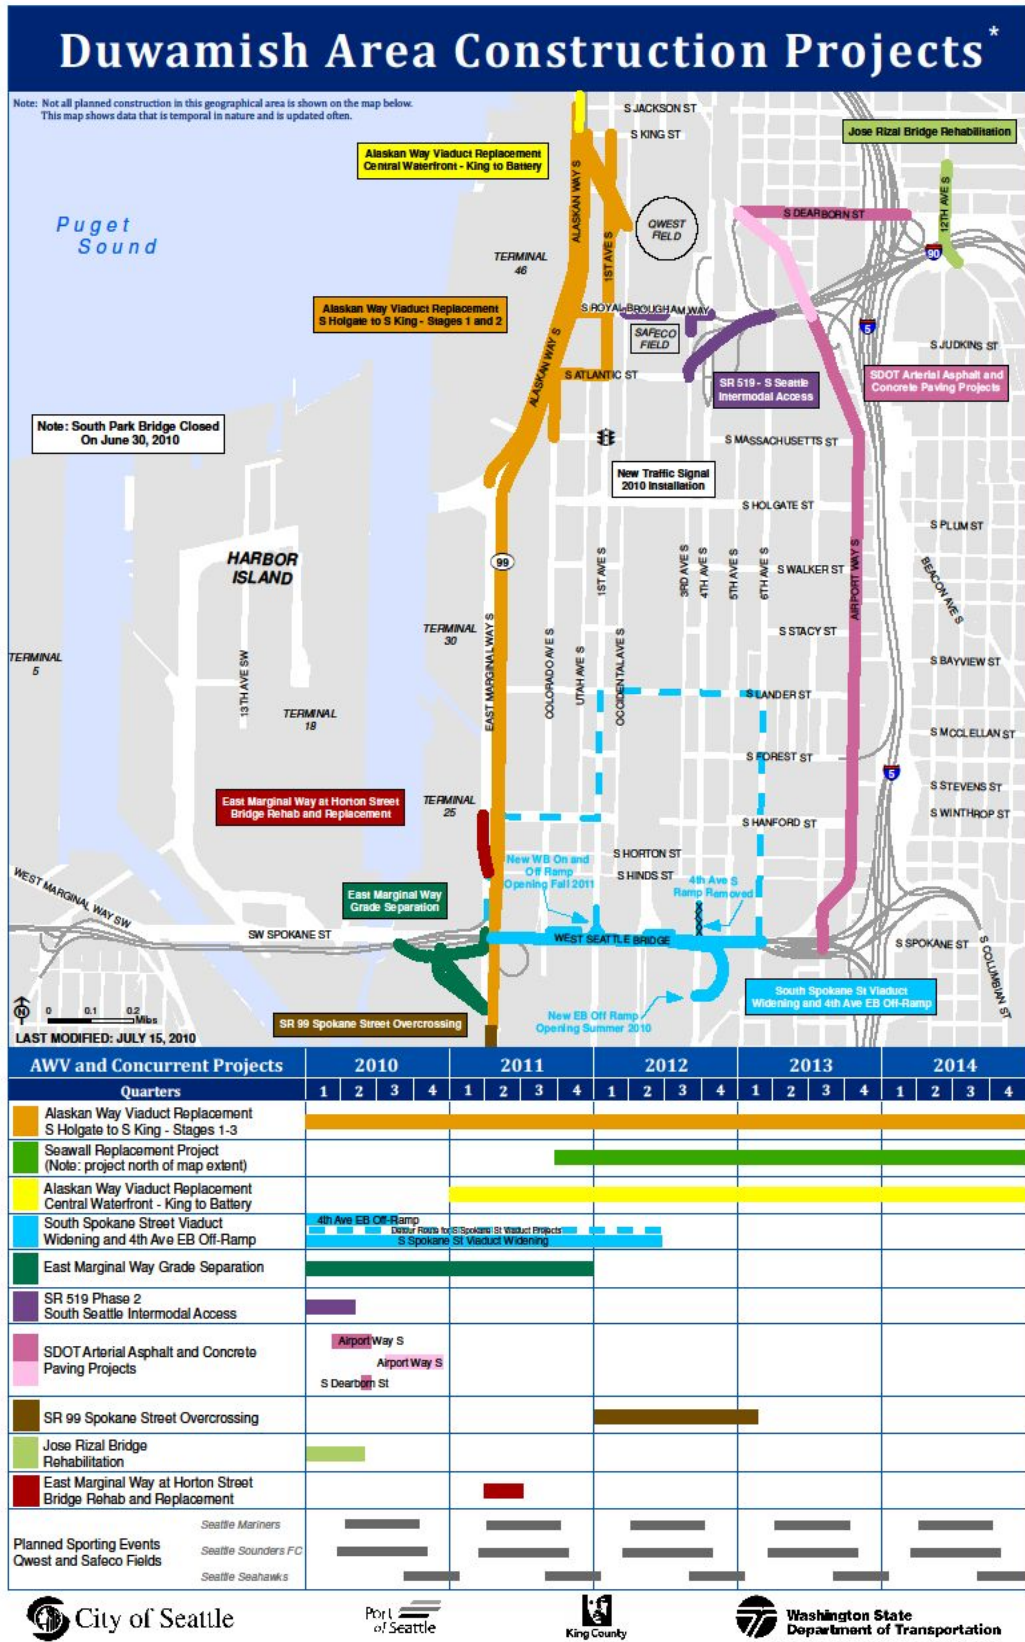 Duwamish Area Construction Projects*
Note: Not all planned construction in this geographical area is shown on the map below.
This map shows data that is temporal in nature and is updated often.
S JACKSON ST
S KING ST
Jose Rizal Bridge Rehabilitation
Alaskan Way Viaduct Replacement
Central Waterfront - King to Battery
ALASKAN WAY S
12TH AVE S
S DEARBORN ST
Puget
Sound
QWEST
FIELD
1ST AVE S
TERMINAL
46
90
Alaskan Way Viaduct Replacement
S Holgate to S King - Stages 1 and 2
S ROYAL BROUGHAM WAY
SAFECO
FIELD
5
S JUDKINS ST
ALASKAN WAY S
S ATLANTIC ST
SR 519 - S Seattle
Intermodal Access
SDOT Arterial Asphalt and
Concrete Paving Projects
Note: South Park Bridge Closed
On June 30, 2010
S MASSACHUSETTS ST
New Traffic Signal
2010 Installation
S HOLGATE ST
S PLUM ST
HARBOR
ISLAND
99
1ST AVE S
3RD AVE S
4TH AVE S
5TH AVE S
6TH AVE S
S WALKER ST
AIRPORT WAY S
BEACON AVE S
TERMINAL
30
S STACY ST
TERMINAL
5
13TH AVE SW
EAST MARGINAL WAY S
COLORADO AVE S
UTAH AVE S
OCCIDENTAL AVE S
S BAYVIEW ST
S LANDER ST
TERMINAL
18
S MCCLELLAN ST
S FOREST ST
5
S STEVENS ST
East Marginal Way at Horton Street
Bridge Rehab and Replacement
TERMINAL
25
S WINTHROP ST
S HANFORD ST
S HORTON ST
New WB On and
Off Ramp
Opening Fall 2011
S HINDS ST
4th Ave S
Ramp Removed
WEST MARGINAL WAY SW
East Marginal Way
Grade Separation
SW SPOKANE ST
WEST SEATTLE BRIDGE
S SPOKANE ST
S COLUMBIAN ST
South Spokane St Viaduct
Widening and 4th Ave EB Off-Ramp
New EB Off Ramp
Opening Summer 2010
N
0 0.1 0.2
Miles
SR 99 Spokane Street Overcrossing
LAST MODIFIED: JULY 15, 2010
AWV and Concurrent Projects 2010 2011 2012 2013 2014
Quarters 1 2 3 4 1 2 3 4 1 2 3 4 1 2 3 4 1 2 3 4
Alaskan Way Viaduct Replacement
S Holgate to S King - Stages 1-3
Seawall Replacement Project
(Note: project north of map extent)
Alaskan Way Viaduct Replacement
Central Waterfront - King to Battery
South Spokane Street Viaduct
Widening and 4th Ave EB Off-Ramp
4th Ave EB Off-Ramp
Detour Route for S Spokane St Viaduct Projects
S Spokane St Viaduct Widening
East Marginal Way Grade Separation
SR 519 Phase 2
South Seattle Intermodal Access
SDOT Arterial Asphalt and Concrete
Paving Projects
Airport Way S
Airport Way S
S Dearborn St
SR 99 Spokane Street Overcrossing
Jose Rizal Bridge
Rehabilitation
East Marginal Way at Horton Street
Bridge Rehab and Replacement
Planned Sporting Events
Qwest and Safeco Fields
Seattle Mariners
Seattle Sounders FC
Seattle Seahawks
City of Seattle
Port
of Seattle
King County
Washington State
Department of Transportation